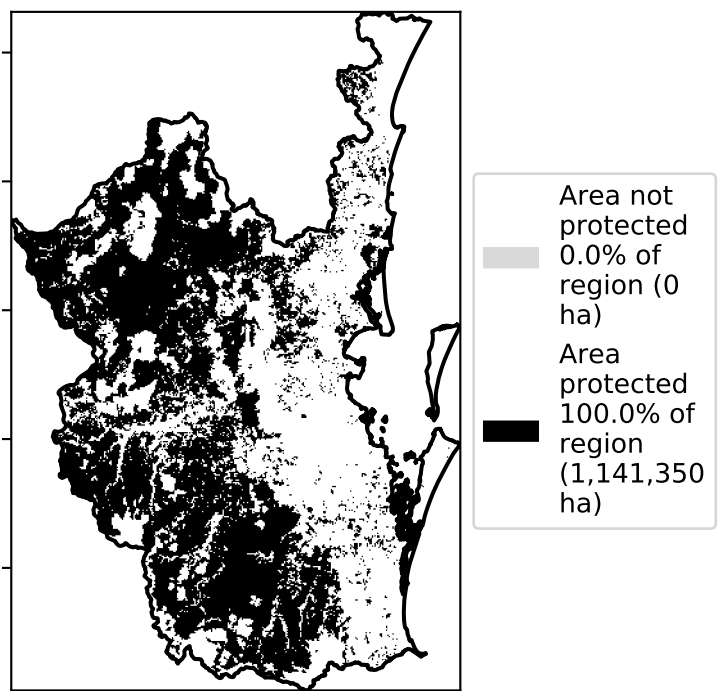 Area not
protected
0.0% of
region (0
ha)
Area
protected
100.0% of
region
(1,141,350
ha)